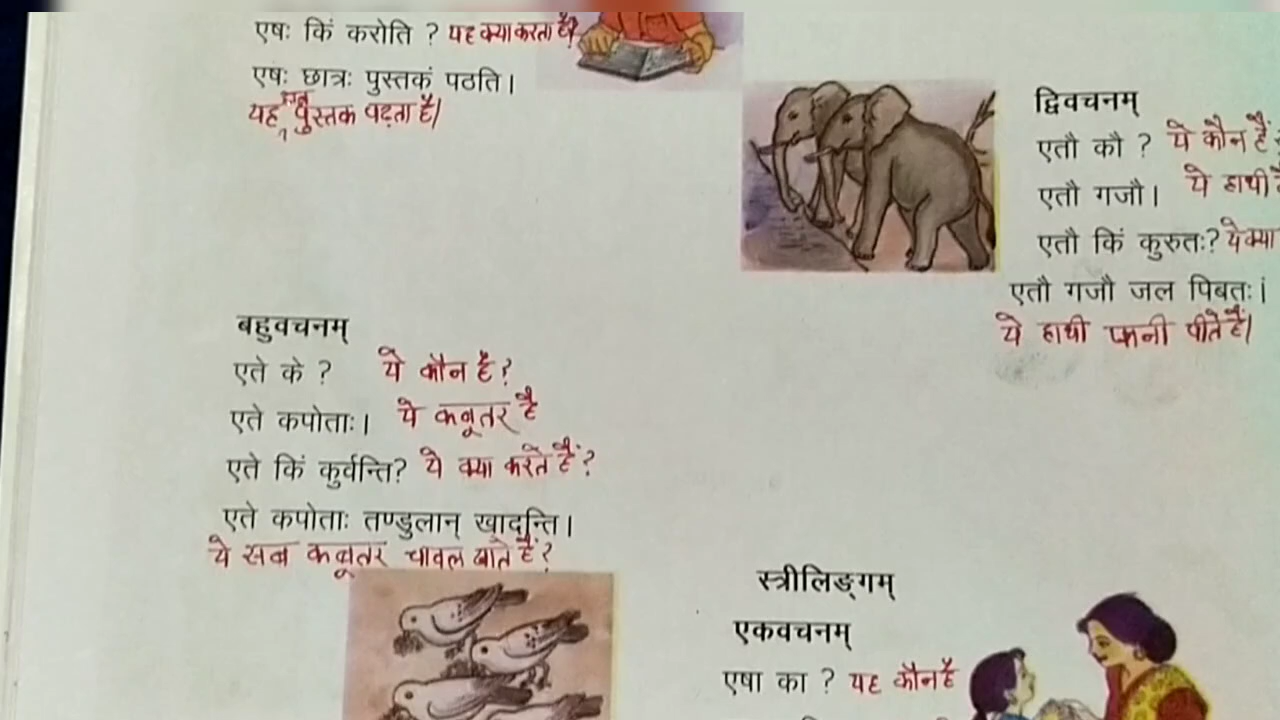 एषः किं करोति ? यह क्या करता है?
एषः छात्रः पुस्तकं पठति।
यह छात्र पुस्तक पढ़ता है।
द्विवचनम्
एतौ कौ ? ये कौन हैं
एतौ गजौ। ये हाथी है
एतौ किं कुरुतः? ये क्या
एतौ गजौ जल पिबतः।
ये हाथी पानी पीते हैं।
बहुवचनम्
एते के ? ये कौन है?
एते कपोताः। ये कबूतर है
एते किं कुर्वन्ति? ये क्या करते हैं?
एते कपोताः तण्डुलान् खादन्ति।
ये सब कबूतर चावल खाते हैं?
स्त्रीलिङ्गम्
एकवचनम्
एषा का ? यह कौन है